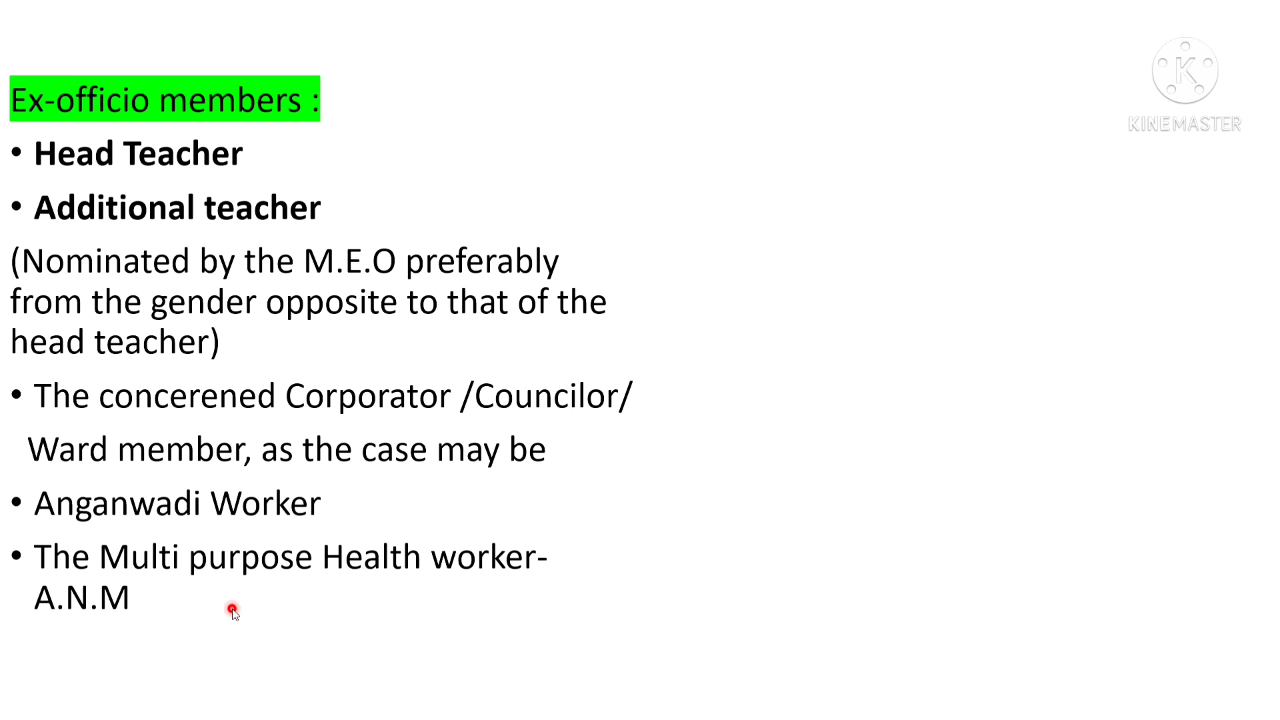 Ex-officio members :
• Head Teacher
• Additional teacher
(Nominated by the M.E.O preferably
from the gender opposite to that of the
head teacher)
• The concerened Corporator /Councilor/
Ward member, as the case may be
• Anganwadi Worker
• The Multi purpose Health worker-
A.N.M
K
KINEMASTER